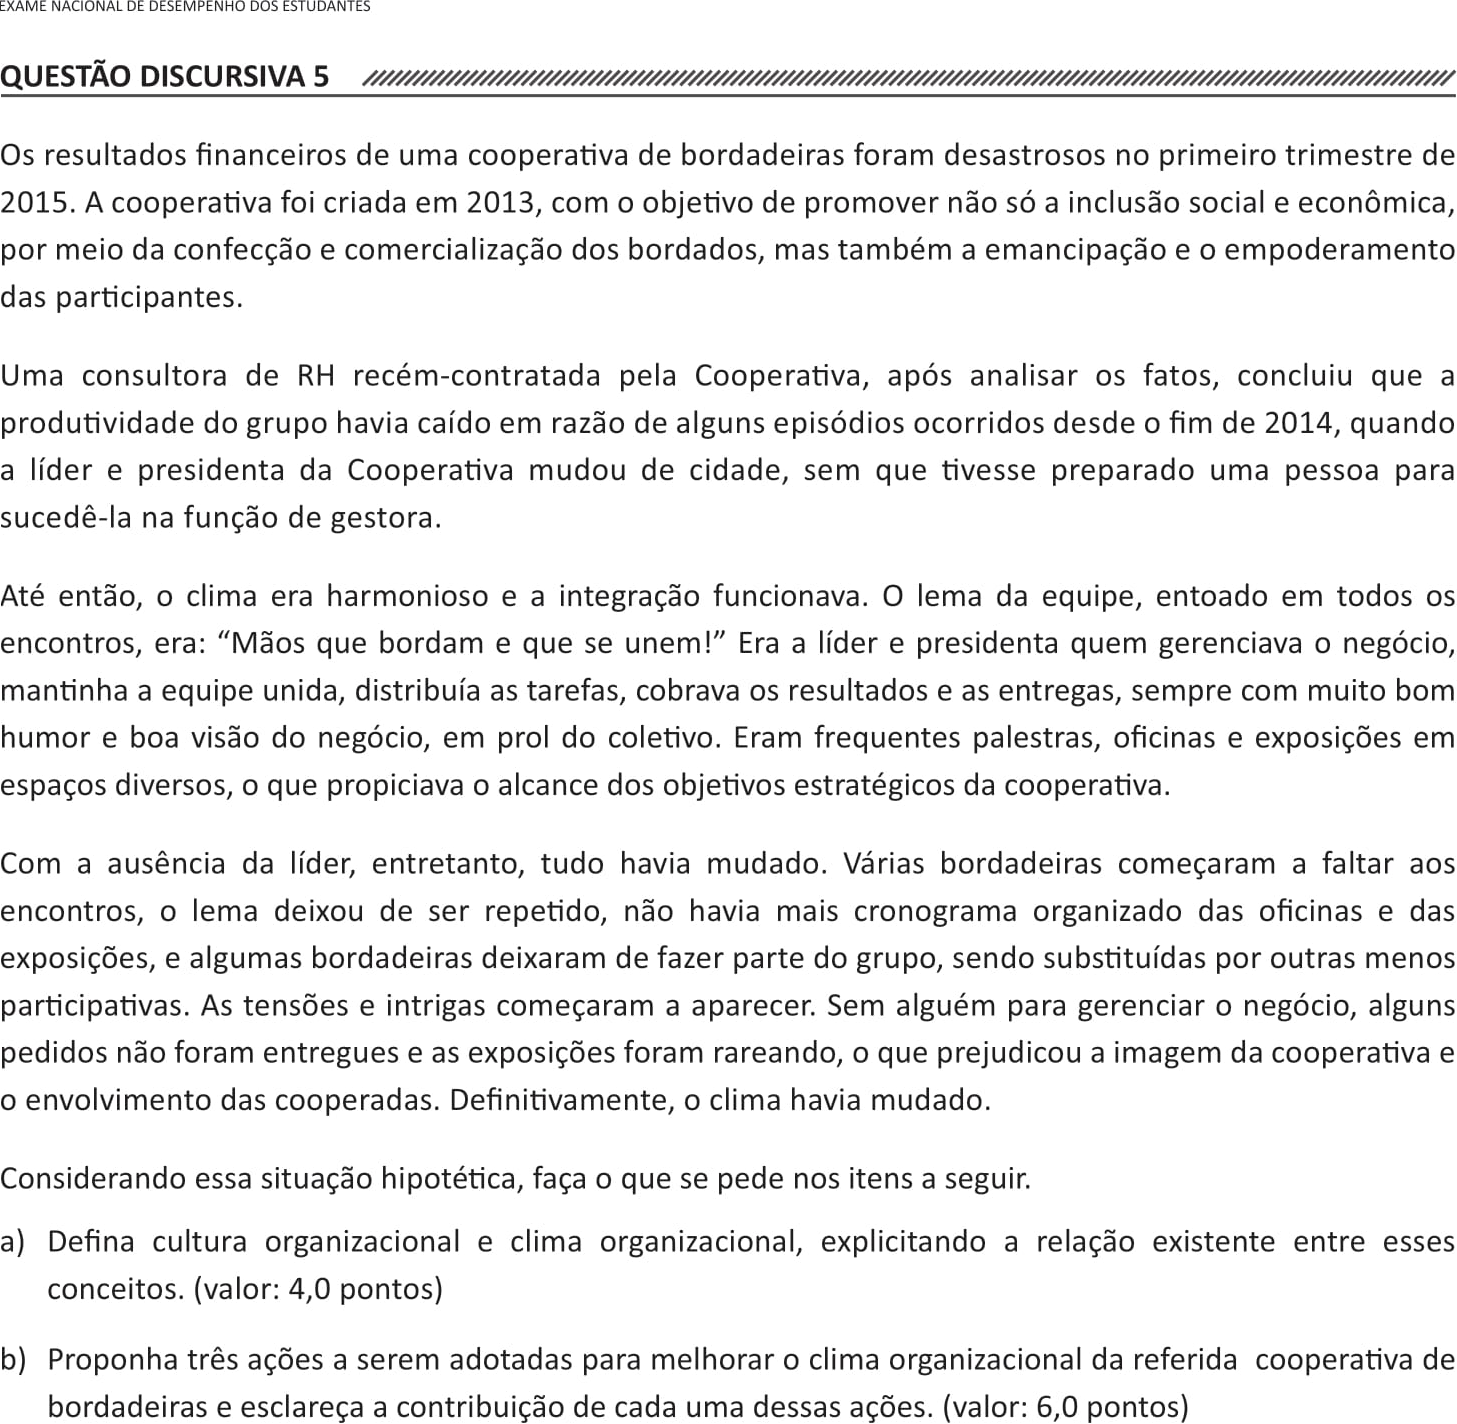 EXAME NACIONAL DE DESEMPENHO DOS ESTUDANTES
QUESTÃO DISCURSIVA 5
Os resultados financeiros de uma cooperativa de bordadeiras foram desastrosos no primeiro trimestre de
2015. A cooperativa foi criada em 2013, com o objetivo de promover não só a inclusão social e econômica,
por meio da confecção e comercialização dos bordados, mas também a emancipação e o empoderamento
das participantes.
Uma consultora de RH recém-contratada pela Cooperativa, após analisar os fatos, concluiu que a
produtividade do grupo havia caído em razão de alguns episódios ocorridos desde o fim de 2014, quando
a líder e presidenta da Cooperativa mudou de cidade, sem que tivesse preparado uma pessoa para
sucedê-la na função de gestora.
Até então, o clima era harmonioso e a integração funcionava. O lema da equipe, entoado em todos os
encontros, era: “Mãos que bordam e que se unem!” Era a líder e presidenta quem gerenciava o negócio,
mantinha a equipe unida, distribuía as tarefas, cobrava os resultados e as entregas, sempre com muito bom
humor e boa visão do negócio, em prol do coletivo. Eram frequentes palestras, oficinas e exposições em
espaços diversos, o que propiciava o alcance dos objetivos estratégicos da cooperativa.
Com a ausência da líder, entretanto, tudo havia mudado. Várias bordadeiras começaram a faltar aos
encontros, o lema deixou de ser repetido, não havia mais cronograma organizado das oficinas e das
exposições, e algumas bordadeiras deixaram de fazer parte do grupo, sendo substituídas por outras menos
participativas. As tensões e intrigas começaram a aparecer. Sem alguém para gerenciar o negócio, alguns
pedidos não foram entregues e as exposições foram rareando, o que prejudicou a imagem da cooperativa e
o envolvimento das cooperadas. Definitivamente, o clima havia mudado.
Considerando essa situação hipotética, faça o que se pede nos itens a seguir.
a) Defina cultura organizacional e clima organizacional, explicitando a relação existente entre esses
conceitos. (valor: 4,0 pontos)
b) Proponha três ações a serem adotadas para melhorar o clima organizacional da referida cooperativa de
bordadeiras e esclareça a contribuição de cada uma dessas ações. (valor: 6,0 pontos)